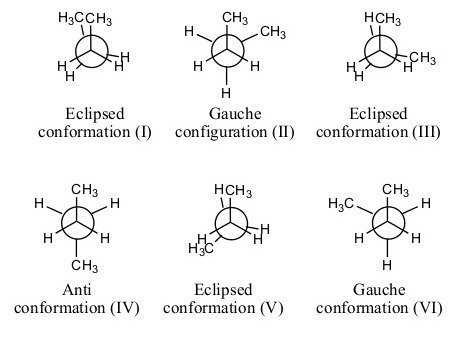 H₃CCH₃
H H H H
Eclipsed
conformation (I)
CH₃
H CH₃
H H
H
Gauche
configuration (II)
HCH₃
CH₃
H H H
Eclipsed
conformation (III)
CH₃
H H
H H
CH₃
Anti
conformation (IV)
HCH₃
H H
H₃C H
Eclipsed
conformation (V)
CH₃
H₃C H
H H
H
Gauche
conformation (VI)